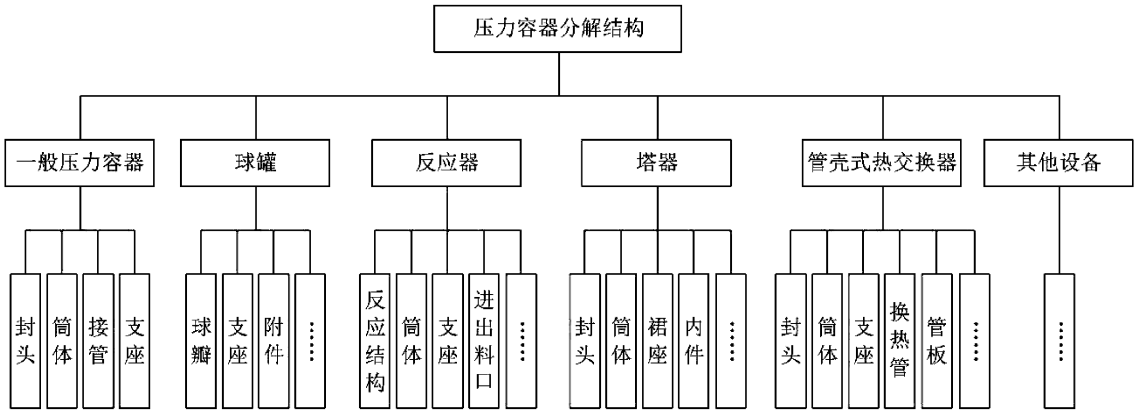 压力容器分解结构
一般压力容器
球罐
反应器
塔器
管壳式热交换器
其他设备
封头
筒体
接管
支座
球瓣
支座
附件
……
反应结构
筒体
支座
进出料口
……
封头
筒体
裙座
内件
……
封头
筒体
支座
换热管
管板
……
……